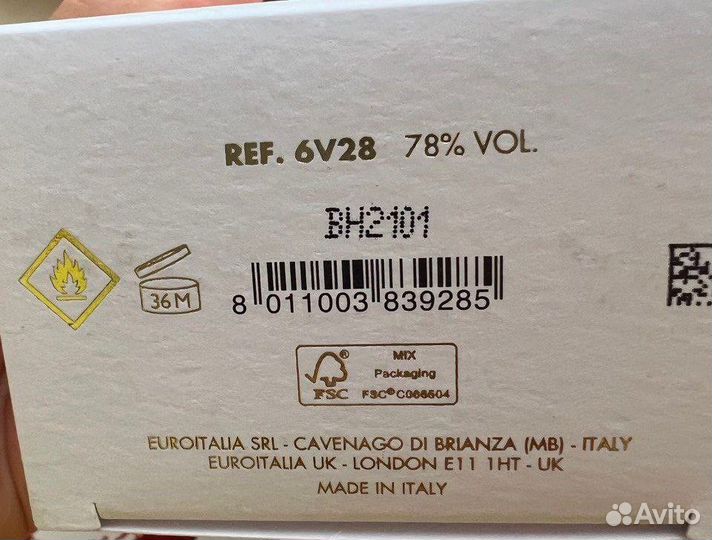 REF. 6V28 78% VOL.
BH2101
36M
8 011003 839285
MIX
Packaging
FSC® C066504
FSC
EUROITALIA SRL - CAVENAGO DI BRIANZA (MB) - ITALY
EUROITALIA UK - LONDON E11 1HT - UK
MADE IN ITALY
Avito